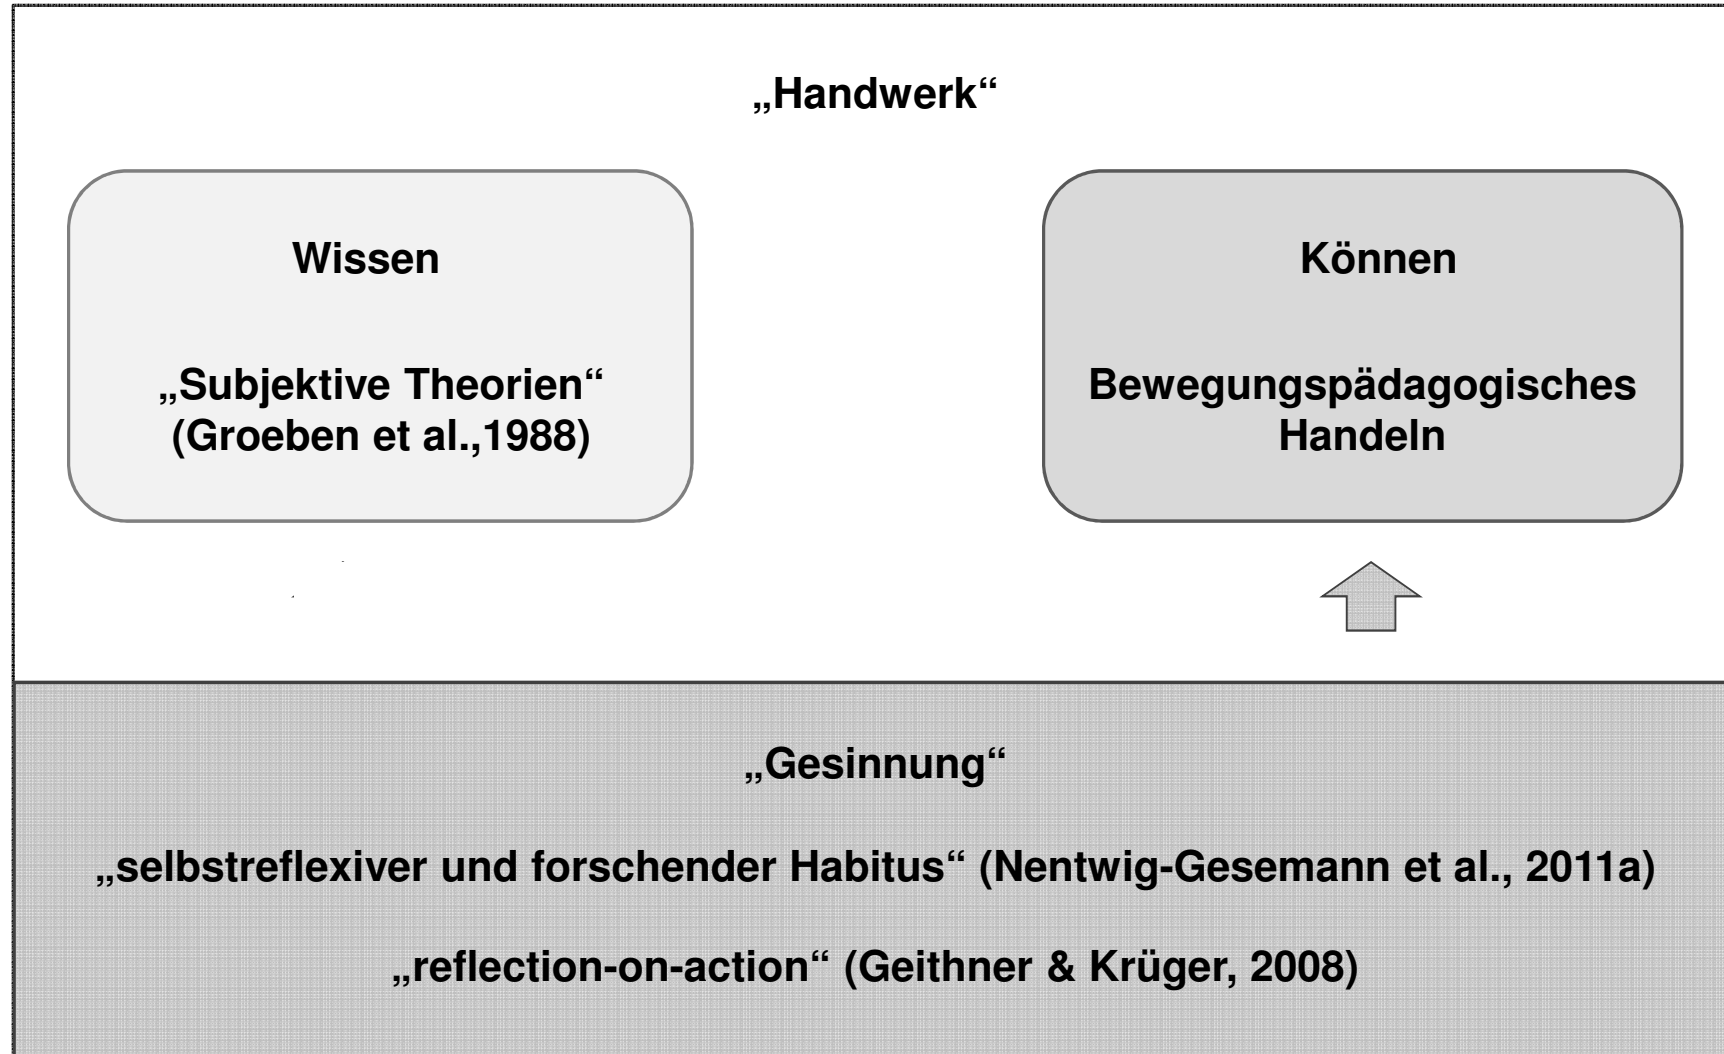 „Handwerk“
Wissen
„Subjektive Theorien“
(Groeben et al.,1988)
Können
Bewegungspädagogisches
Handeln
„Gesinnung“
„selbstreflexiver und forschender Habitus“ (Nentwig-Gesemann et al., 2011a)
„reflection-on-action“ (Geithner & Krüger, 2008)